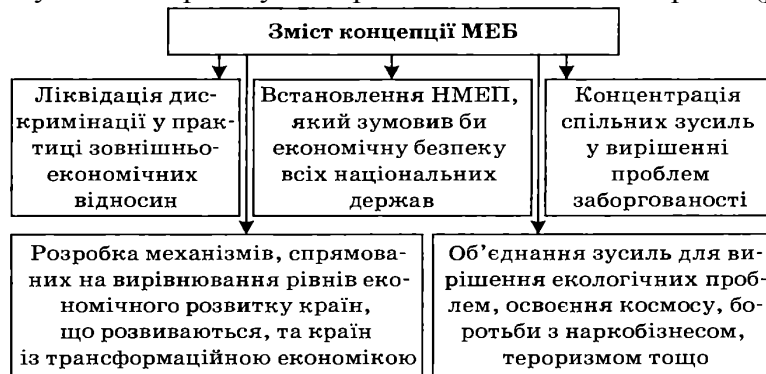 Зміст концепції МЕБ
Ліквідація дис-
кримінації у прак-
тиці зовнішньо-
економічних
відносин
Встановлення НМЕП,
який зумовив би
економічну безпеку
всіх національних
держав
Концентрація
спільних зусиль
у вирішенні
проблем
заборгованості
Розробка механізмів, спрямова-
них на вирівнювання рівнів еко-
номічного розвитку країн,
що розвиваються, та країн
із трансформаційною економікою
Об’єднання зусиль для ви-
рішення екологічних проб-
лем, освоєння космосу, бо-
ротьби з наркобізнесом,
тероризмом тощо